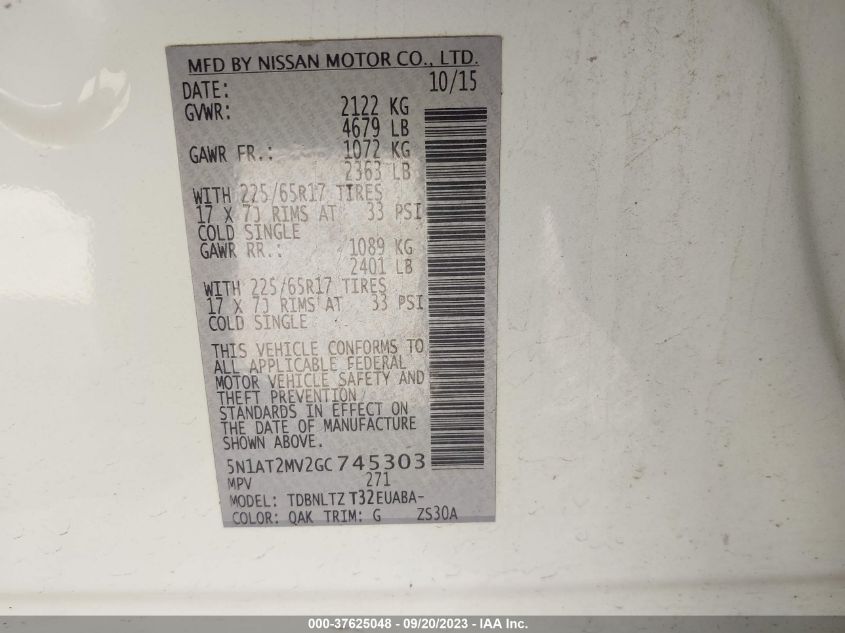 MFD BY NISSAN MOTOR CO., LTD.
DATE: 10/15
GVWR: 2122 KG
4679 LB
GAWR FR.: 1072 KG
2363 LB
WITH 225/65R17 TIRES
17 X 7J RIMS AT 33 PSI
COLD SINGLE
GAWR RR.: 1089 KG
2401 LB
WITH 225/65R17 TIRES
17 X 7J RIMS AT 33 PSI
COLD SINGLE
THIS VEHICLE CONFORMS TO
ALL APPLICABLE FEDERAL
MOTOR VEHICLE SAFETY AND
THEFT PREVENTION
STANDARDS IN EFFECT ON
THE DATE OF MANUFACTURE
SHOWN ABOVE.
5N1AT2MV2GC745303
MPV 271
MODEL: TDBNLTZ T32EUABA-
COLOR: QAK TRIM: G ZS30A
000-37625048 - 09/20/2023 - IAA Inc.